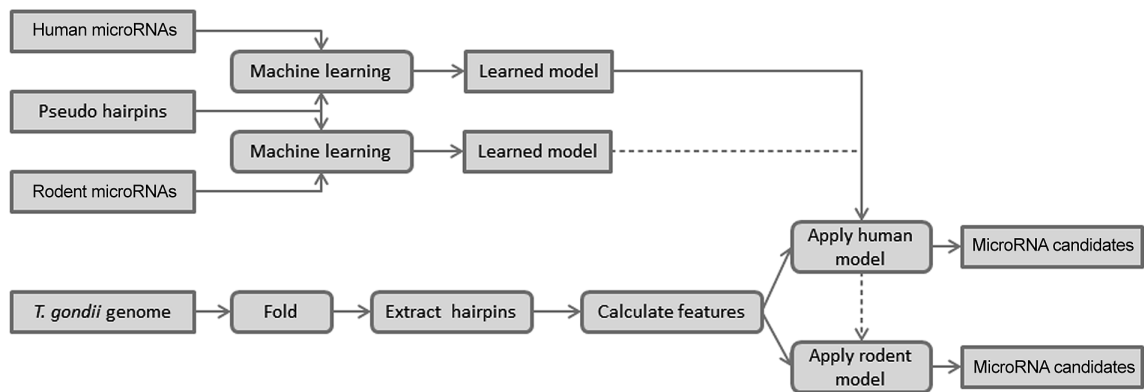 Human microRNAs
Machine learning
Learned model
Pseudo hairpins
Machine learning
Learned model
Rodent microRNAs
Apply human
model
MicroRNA candidates
T. gondii genome
Fold
Extract hairpins
Calculate features
Apply rodent
model
MicroRNA candidates